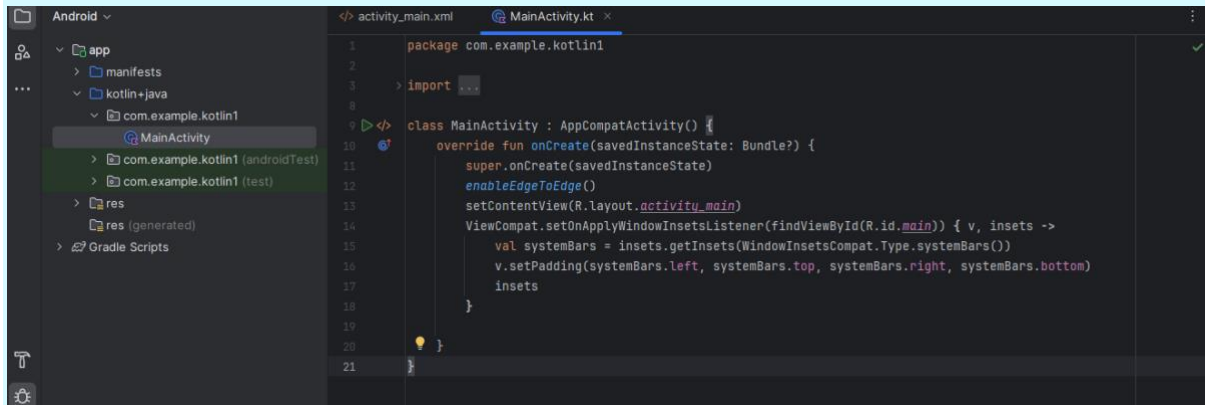 Android
app
manifests
kotlin+java
com.example.kotlin1
MainActivity
com.example.kotlin1 (androidTest)
com.example.kotlin1 (test)
res
res (generated)
Gradle Scripts
activity_main.xml
MainActivity.kt
1 package com.example.kotlin1
2
3 import ...
8
9 class MainActivity : AppCompatActivity() {
10 override fun onCreate(savedInstanceState: Bundle?) {
11 super.onCreate(savedInstanceState)
12 enableEdgeToEdge()
13 setContentView(R.layout.activity_main)
14 ViewCompat.setOnApplyWindowInsetsListener(findViewById(R.id.main)) { v, insets ->
15 val systemBars = insets.getInsets(WindowInsetsCompat.Type.systemBars())
16 v.setPadding(systemBars.left, systemBars.top, systemBars.right, systemBars.bottom)
17 insets
18 }
19
20 }
21 }